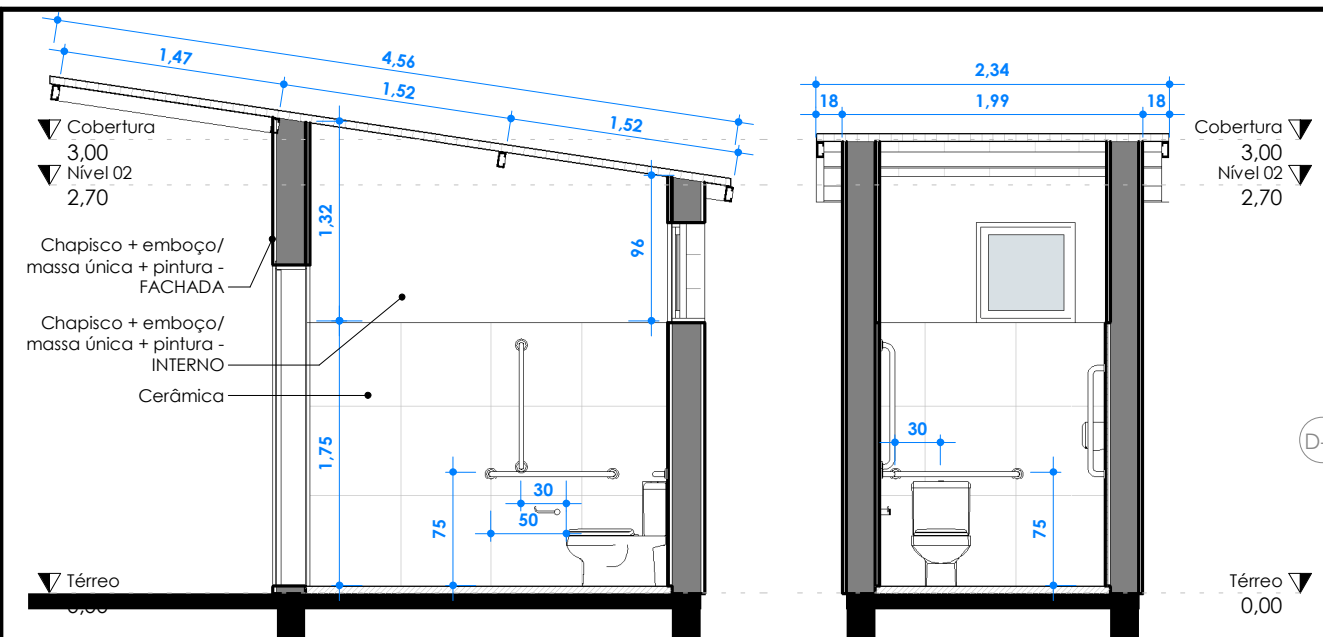 4,56
1,47
1,52
1,52
Cobertura
3,00
Nível 02
2,70
1,32
96
Chapisco + emboço/
massa única + pintura -
FACHADA
Chapisco + emboço/
massa única + pintura -
INTERNO
Cerâmica
1,75
75
30
50
Térreo
0,00
2,34
18
1,99
18
Cobertura
3,00
Nível 02
2,70
30
75
D-
Térreo
0,00